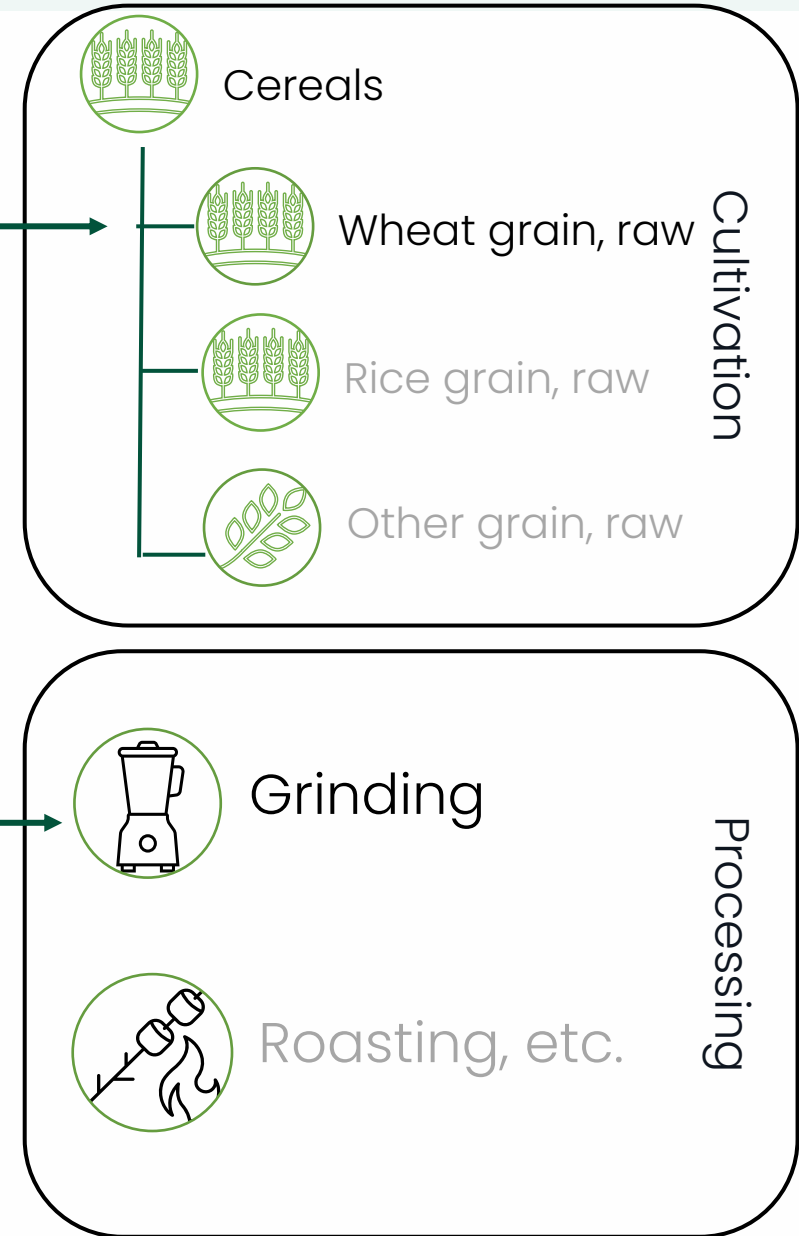 Cereals
Wheat grain, raw
Rice grain, raw
Other grain, raw
Cultivation
Grinding
Roasting, etc.
Processing